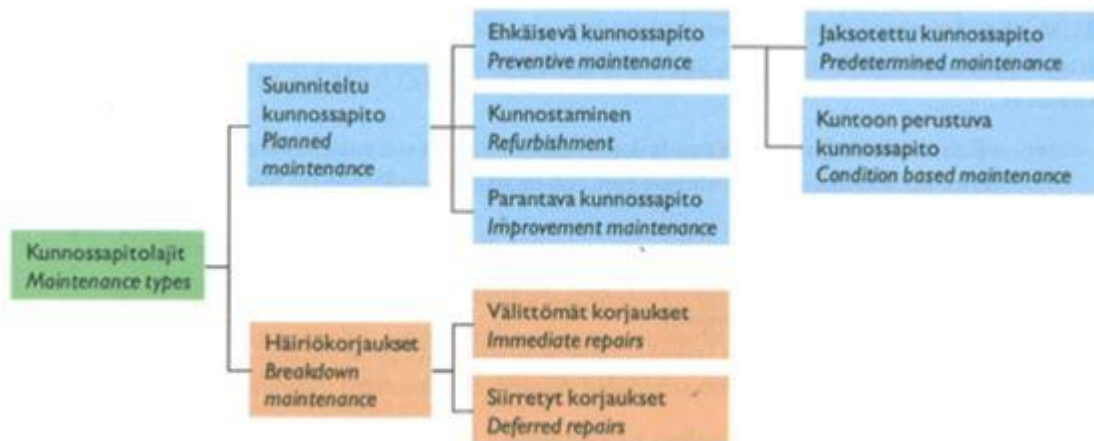 Kunnossapitolajit
Maintenance types
Suunniteltu
kunnossapito
Planned
maintenance
Ehkäisevä kunnossapito
Preventive maintenance
Jaksotettu kunnossapito
Predetermined maintenance
Kuntoon perustuva
kunnossapito
Condition based maintenance
Kunnostaminen
Refurbishment
Parantava kunnossapito
Improvement maintenance
Häiriökorjaukset
Breakdown
maintenance
Välittömät korjaukset
Immediate repairs
Siirretyt korjaukset
Deferred repairs